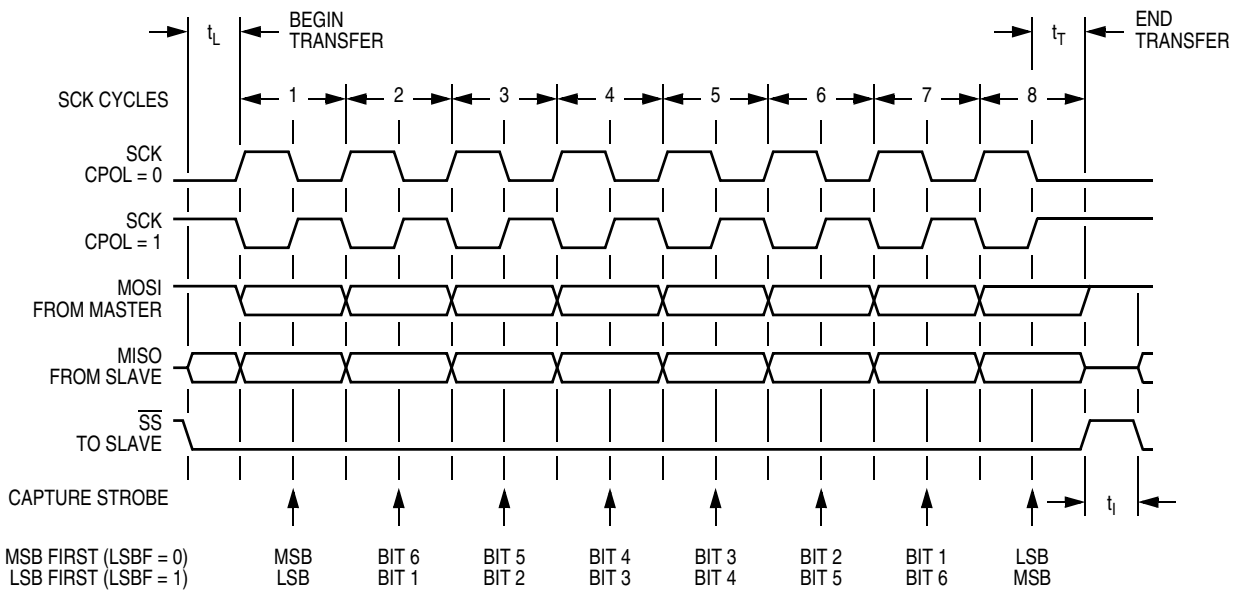 BEGIN
TRANSFER
END
TRANSFER
tL
tT
SCK CYCLES
1 2 3 4 5 6 7 8
SCK
CPOL = 0
SCK
CPOL = 1
MOSI
FROM MASTER
MISO
FROM SLAVE
SS
TO SLAVE
CAPTURE STROBE
tI
MSB FIRST (LSBF = 0) MSB BIT 6 BIT 5 BIT 4 BIT 3 BIT 2 BIT 1 LSB
LSB FIRST (LSBF = 1) LSB BIT 1 BIT 2 BIT 3 BIT 4 BIT 5 BIT 6 MSB